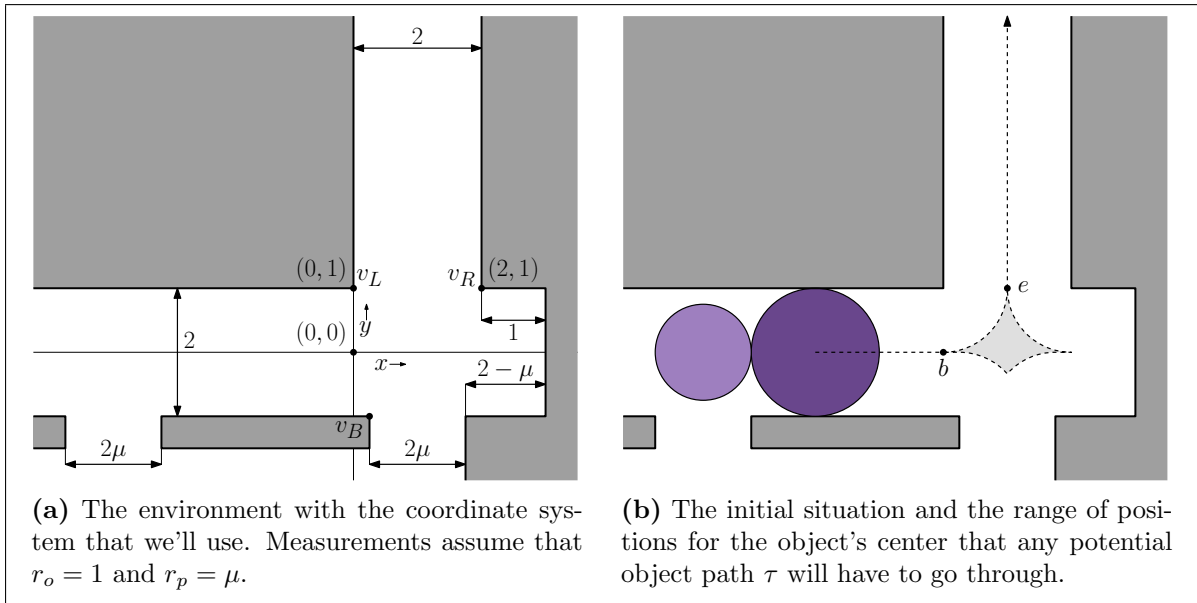 2
(0, 1)
v_L
v_R
(2, 1)
2
(0, 0)
y
1
x
2 − μ
v_B
2μ
2μ
e
b
(a) The environment with the coordinate sys-
tem that we'll use. Measurements assume that
r_o = 1 and r_p = μ.
(b) The initial situation and the range of posi-
tions for the object's center that any potential
object path τ will have to go through.